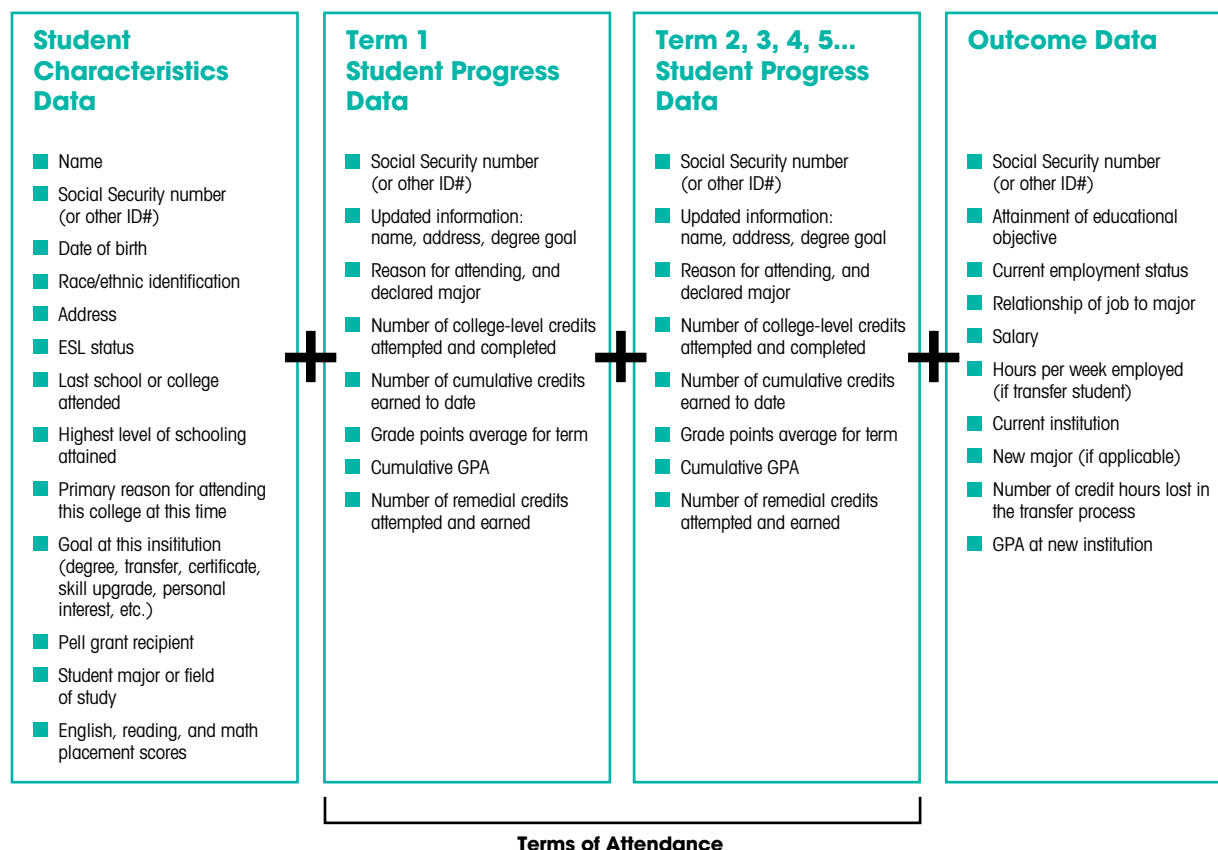 Student
Characteristics
Data
Name
Social Security number
(or other ID#)
Date of birth
Race/ethnic identification
Address
ESL status
Last school or college
attended
Highest level of schooling
attained
Primary reason for attending
this college at this time
Goal at this insititution
(degree, transfer, certificate,
skill upgrade, personal
interest, etc.)
Pell grant recipient
Student major or field
of study
English, reading, and math
placement scores
Term 1
Student Progress
Data
Social Security number
(or other ID#)
Updated information:
name, address, degree goal
Reason for attending, and
declared major
Number of college-level credits
attempted and completed
Number of cumulative credits
earned to date
Grade points average for term
Cumulative GPA
Number of remedial credits
attempted and earned
Term 2, 3, 4, 5...
Student Progress
Data
Social Security number
(or other ID#)
Updated information:
name, address, degree goal
Reason for attending, and
declared major
Number of college-level credits
attempted and completed
Number of cumulative credits
earned to date
Grade points average for term
Cumulative GPA
Number of remedial credits
attempted and earned
Outcome Data
Social Security number
(or other ID#)
Attainment of educational
objective
Current employment status
Relationship of job to major
Salary
Hours per week employed
(if transfer student)
Current institution
New major (if applicable)
Number of credit hours lost in
the transfer process
GPA at new institution
Terms of Attendance